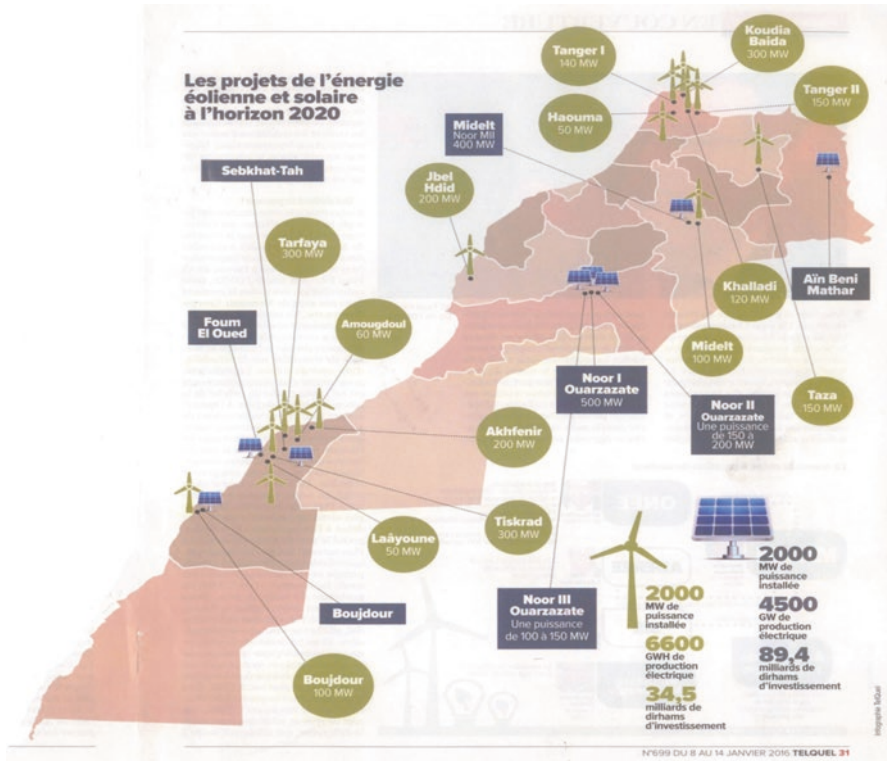 Les projets de l'énergie
éolienne et solaire
à l'horizon 2020
Tanger I
140 MW
Koudia
Baida
300 MW
Haouma
50 MW
Tanger II
150 MW
Midelt
Noor MII
400 MW
Sebkhat-Tah
Jbel
Hdid
200 MW
Tarfaya
300 MW
Foum
El Oued
Amougdoul
60 MW
Khalladi
120 MW
Aïn Beni
Mathar
Midelt
100 MW
Noor I
Ouarzazate
500 MW
Noor II
Ouarzazate
Une puissance
de 150 à
200 MW
Taza
150 MW
Akhfenir
200 MW
Tiskrad
300 MW
Laâyoune
50 MW
Boujdour
Noor III
Ouarzazate
Une puissance
de 100 à 150 MW
Boujdour
100 MW
2000
MW de
puissance
installée
6600
GWH de
production
électrique
34,5
milliards de
dirhams
d'investissement
2000
MW de
puissance
installée
4500
GW de
production
électrique
89,4
milliards de
dirhams
d'investissement
Infographie TelQuel
N°699 DU 8 AU 14 JANVIER 2016 TELQUEL 31